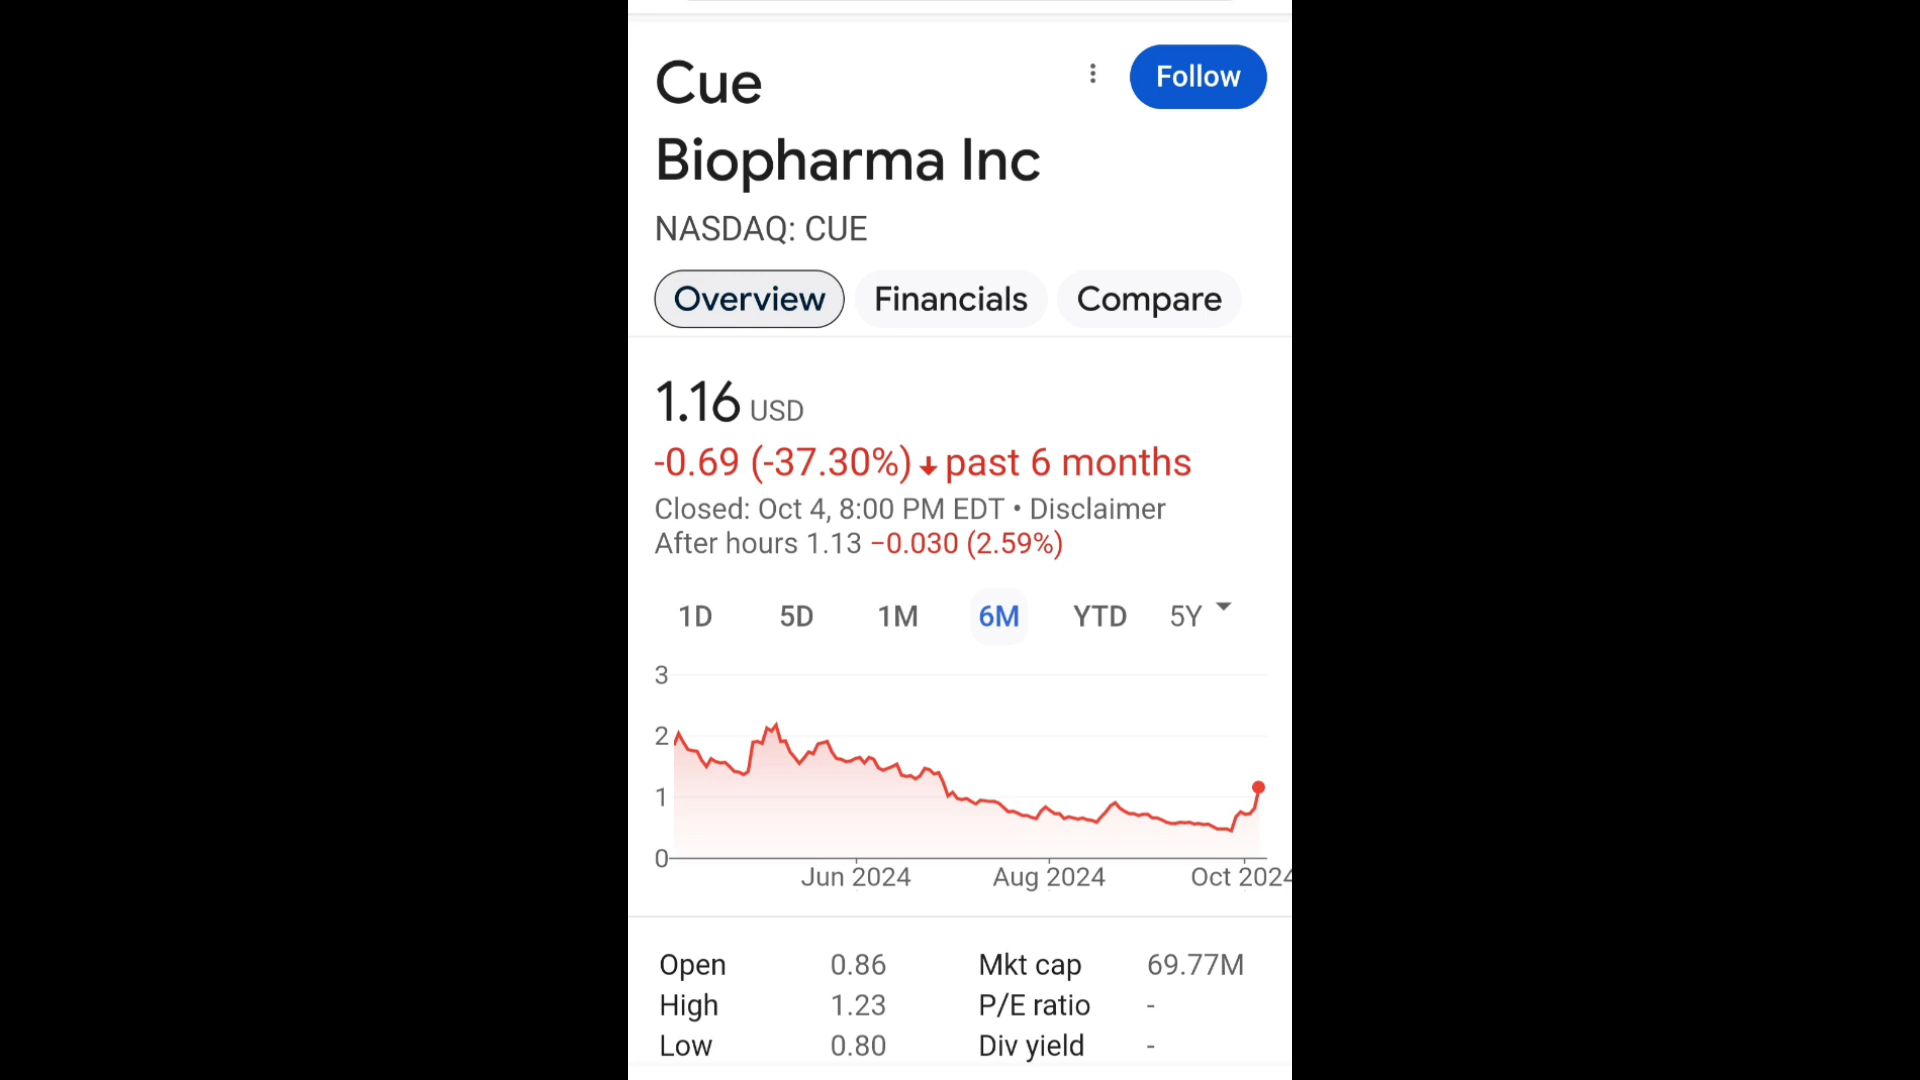 Cue
Biopharma Inc
Follow
NASDAQ: CUE
Overview Financials Compare
1.16 USD
-0.69 (-37.30%) past 6 months
Closed: Oct 4, 8:00 PM EDT • Disclaimer
After hours 1.13 −0.030 (2.59%)
1D 5D 1M 6M YTD 5Y
3
2
1
0
Jun 2024 Aug 2024 Oct 2024
Open 0.86 Mkt cap 69.77M
High 1.23 P/E ratio -
Low 0.80 Div yield -